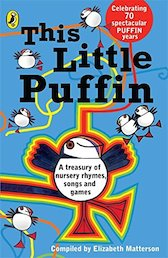 Celebrating
70
spectacular
PUFFIN
years
This
Little
Puffin
A treasury of
nursery rhymes,
songs and
games
Compiled by Elizabeth Matterson